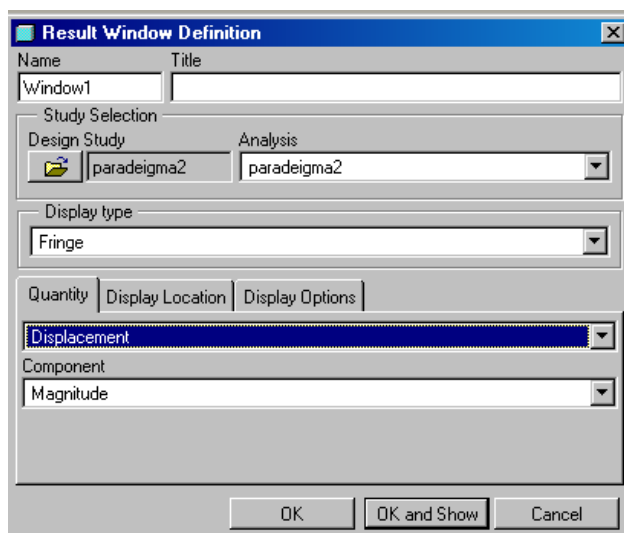 Result Window Definition
Name Title
Window1
Study Selection
Design Study Analysis
paradeigma2 paradeigma2
Display type
Fringe
Quantity Display Location Display Options
Displacement
Component
Magnitude
OK OK and Show Cancel